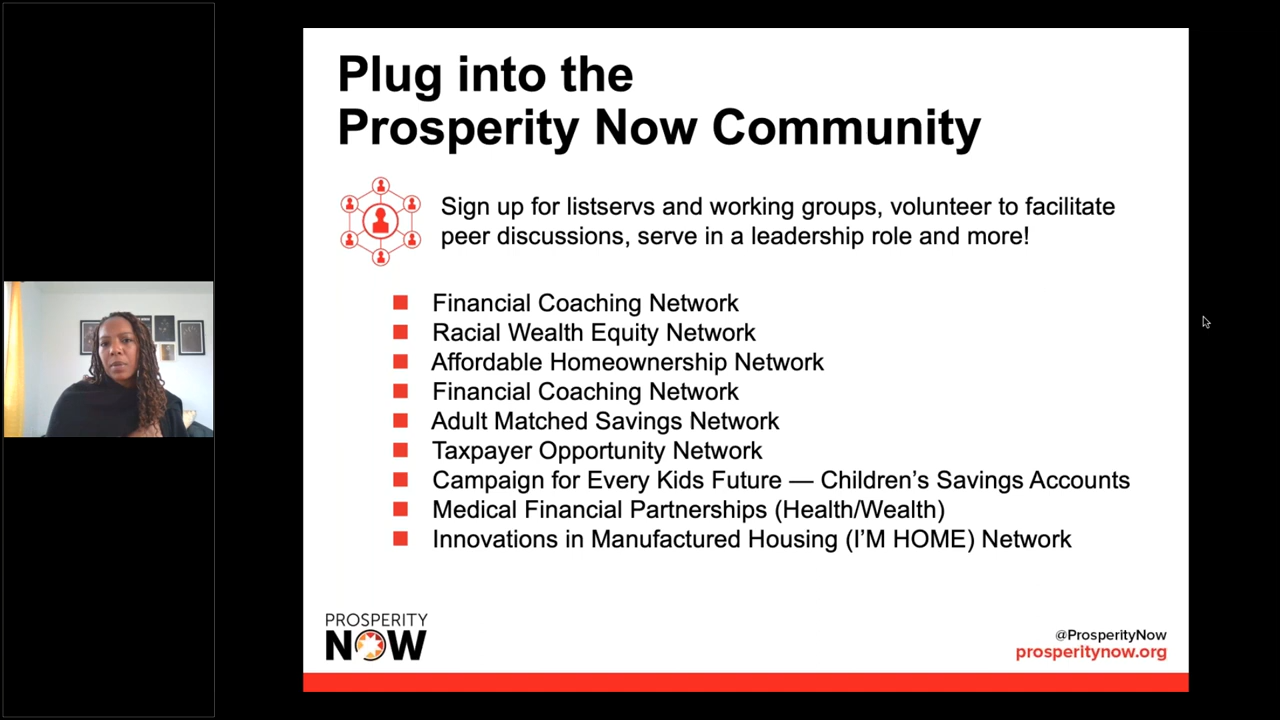 Plug into the
Prosperity Now Community
Sign up for listservs and working groups, volunteer to facilitate
peer discussions, serve in a leadership role and more!
Financial Coaching Network
Racial Wealth Equity Network
Affordable Homeownership Network
Financial Coaching Network
Adult Matched Savings Network
Taxpayer Opportunity Network
Campaign for Every Kids Future — Children’s Savings Accounts
Medical Financial Partnerships (Health/Wealth)
Innovations in Manufactured Housing (I’M HOME) Network
PROSPERITY
NOW
@ProsperityNow
prosperitynow.org